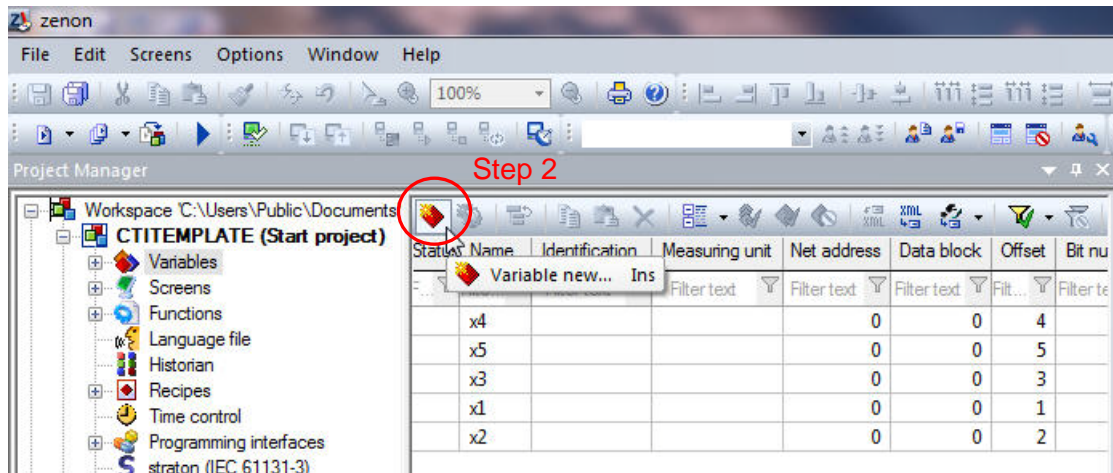 zenon
File Edit Screens Options Window Help
100%
Project Manager
Step 2
Workspace 'C:\Users\Public\Documents
CTITEMPLATE (Start project)
Variables
Screens
Functions
Language file
Historian
Recipes
Time control
Programming interfaces
straton (IEC 61131-3)
XML XML
Status Name Identification Measuring unit Net address Data block Offset Bit nu
Variable new... Ins
F... Filter text Filter text Filter text Filt... Filter te
x4 0 0 4
x5 0 0 5
x3 0 0 3
x1 0 0 1
x2 0 0 2